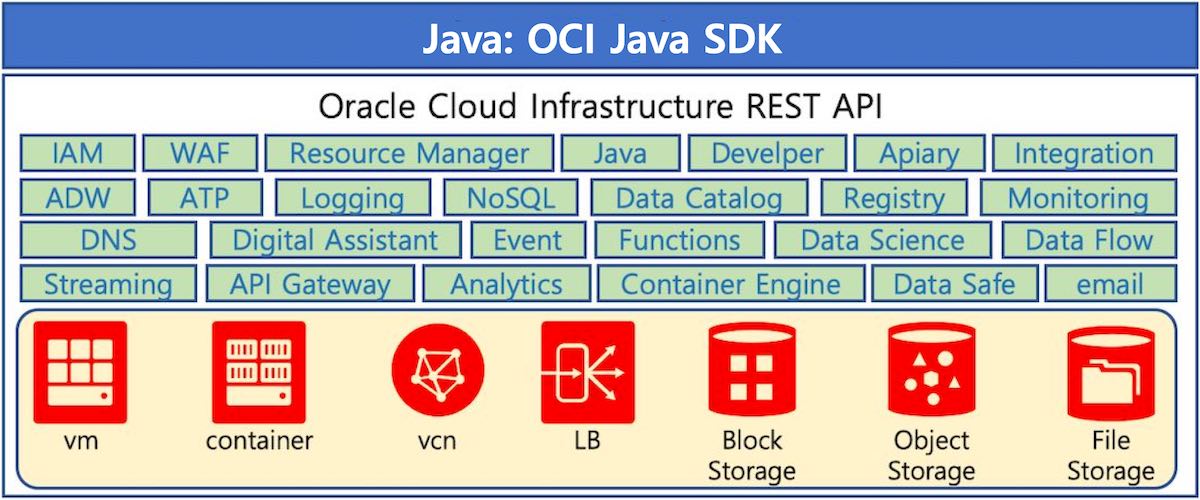 Java: OCI Java SDK
Oracle Cloud Infrastructure REST API
IAM WAF Resource Manager Java Develper Apiary Integration
ADW ATP Logging NoSQL Data Catalog Registry Monitoring
DNS Digital Assistant Event Functions Data Science Data Flow
Streaming API Gateway Analytics Container Engine Data Safe email
vm container vcn LB Block Object File
Storage Storage Storage